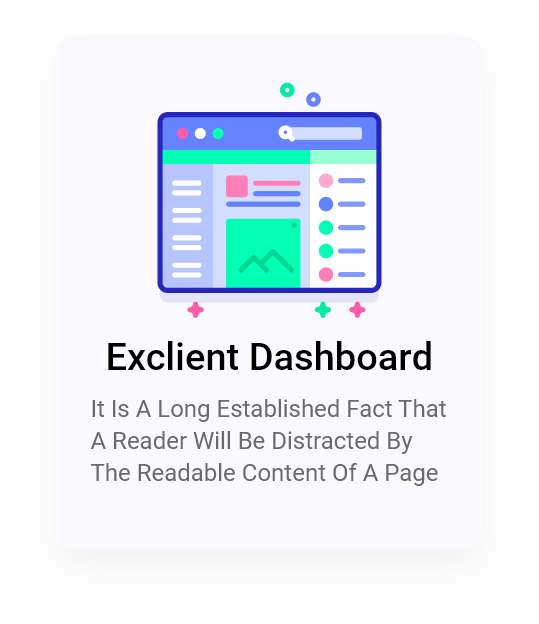 Exclient Dashboard
It Is A Long Established Fact That
A Reader Will Be Distracted By
The Readable Content Of A Page